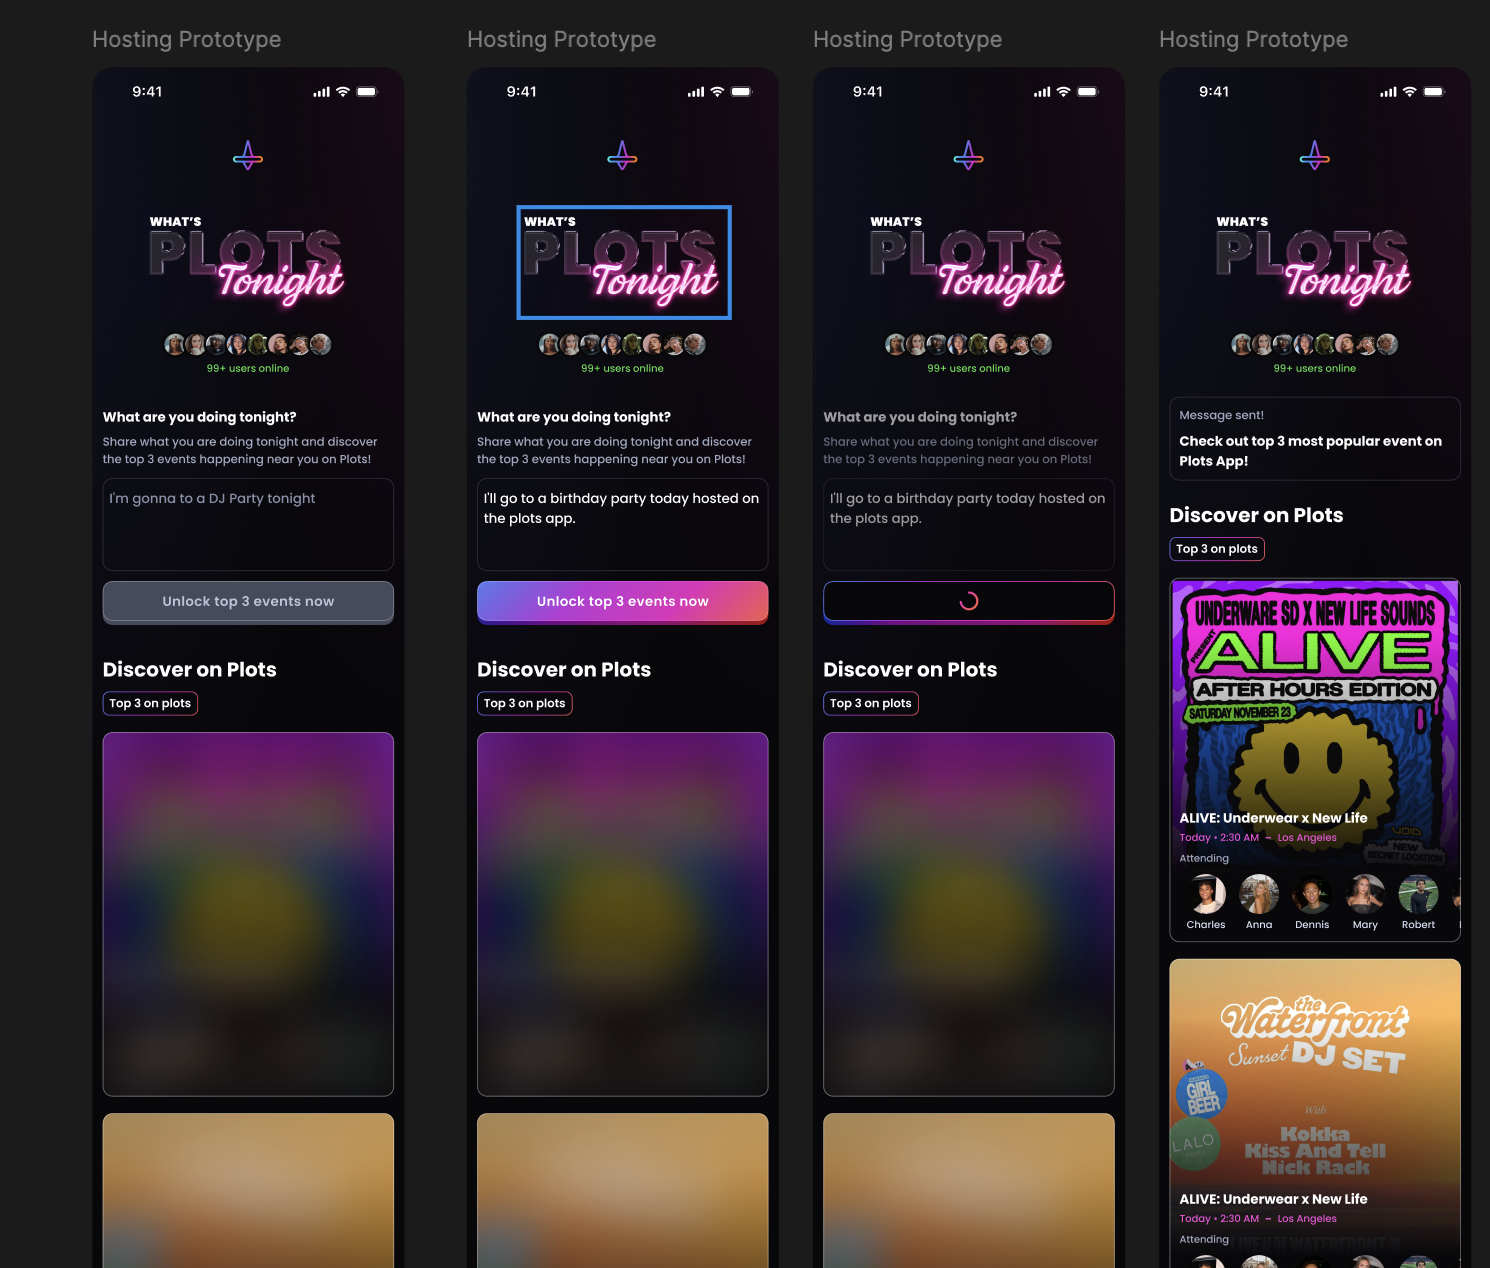 Hosting Prototype
9:41
WHAT'S
PLOTS
Tonight
99+ users online
What are you doing tonight?
Share what you are doing tonight and discover
the top 3 events happening near you on Plots!
I'm gonna to a DJ Party tonight
Unlock top 3 events now
Discover on Plots
Top 3 on plots
Hosting Prototype
9:41
WHAT'S
PLOTS
Tonight
99+ users online
What are you doing tonight?
Share what you are doing tonight and discover
the top 3 events happening near you on Plots!
I'll go to a birthday party today hosted on
the plots app.
Unlock top 3 events now
Discover on Plots
Top 3 on plots
Hosting Prototype
9:41
WHAT'S
PLOTS
Tonight
99+ users online
What are you doing tonight?
Share what you are doing tonight and discover
the top 3 events happening near you on Plots!
I'll go to a birthday party today hosted on
the plots app.
Discover on Plots
Top 3 on plots
Hosting Prototype
9:41
WHAT'S
PLOTS
Tonight
99+ users online
Message sent!
Check out top 3 most popular event on
Plots App!
Discover on Plots
Top 3 on plots
UNDERWARE SD X NEW LIFE SOUNDS
PRESENT
ALIVE
AFTER HOURS EDITION
SATURDAY NOVEMBER 23
ALIVE: Underwear x New Life
VOID
Today • 2:30 AM – Los Angeles
NEW
SECRET LOCATION
Attending
Charles Anna Dennis Mary Robert
the
Waterfront
Sunset DJ SET
GIRL
BEER
With
LALO
Kokka
Kiss And Tell
Nick Rack
ALIVE: Underwear x New Life
Today • 2:30 AM – Los Angeles
Attending
LIVE AT THE WATERFRONT